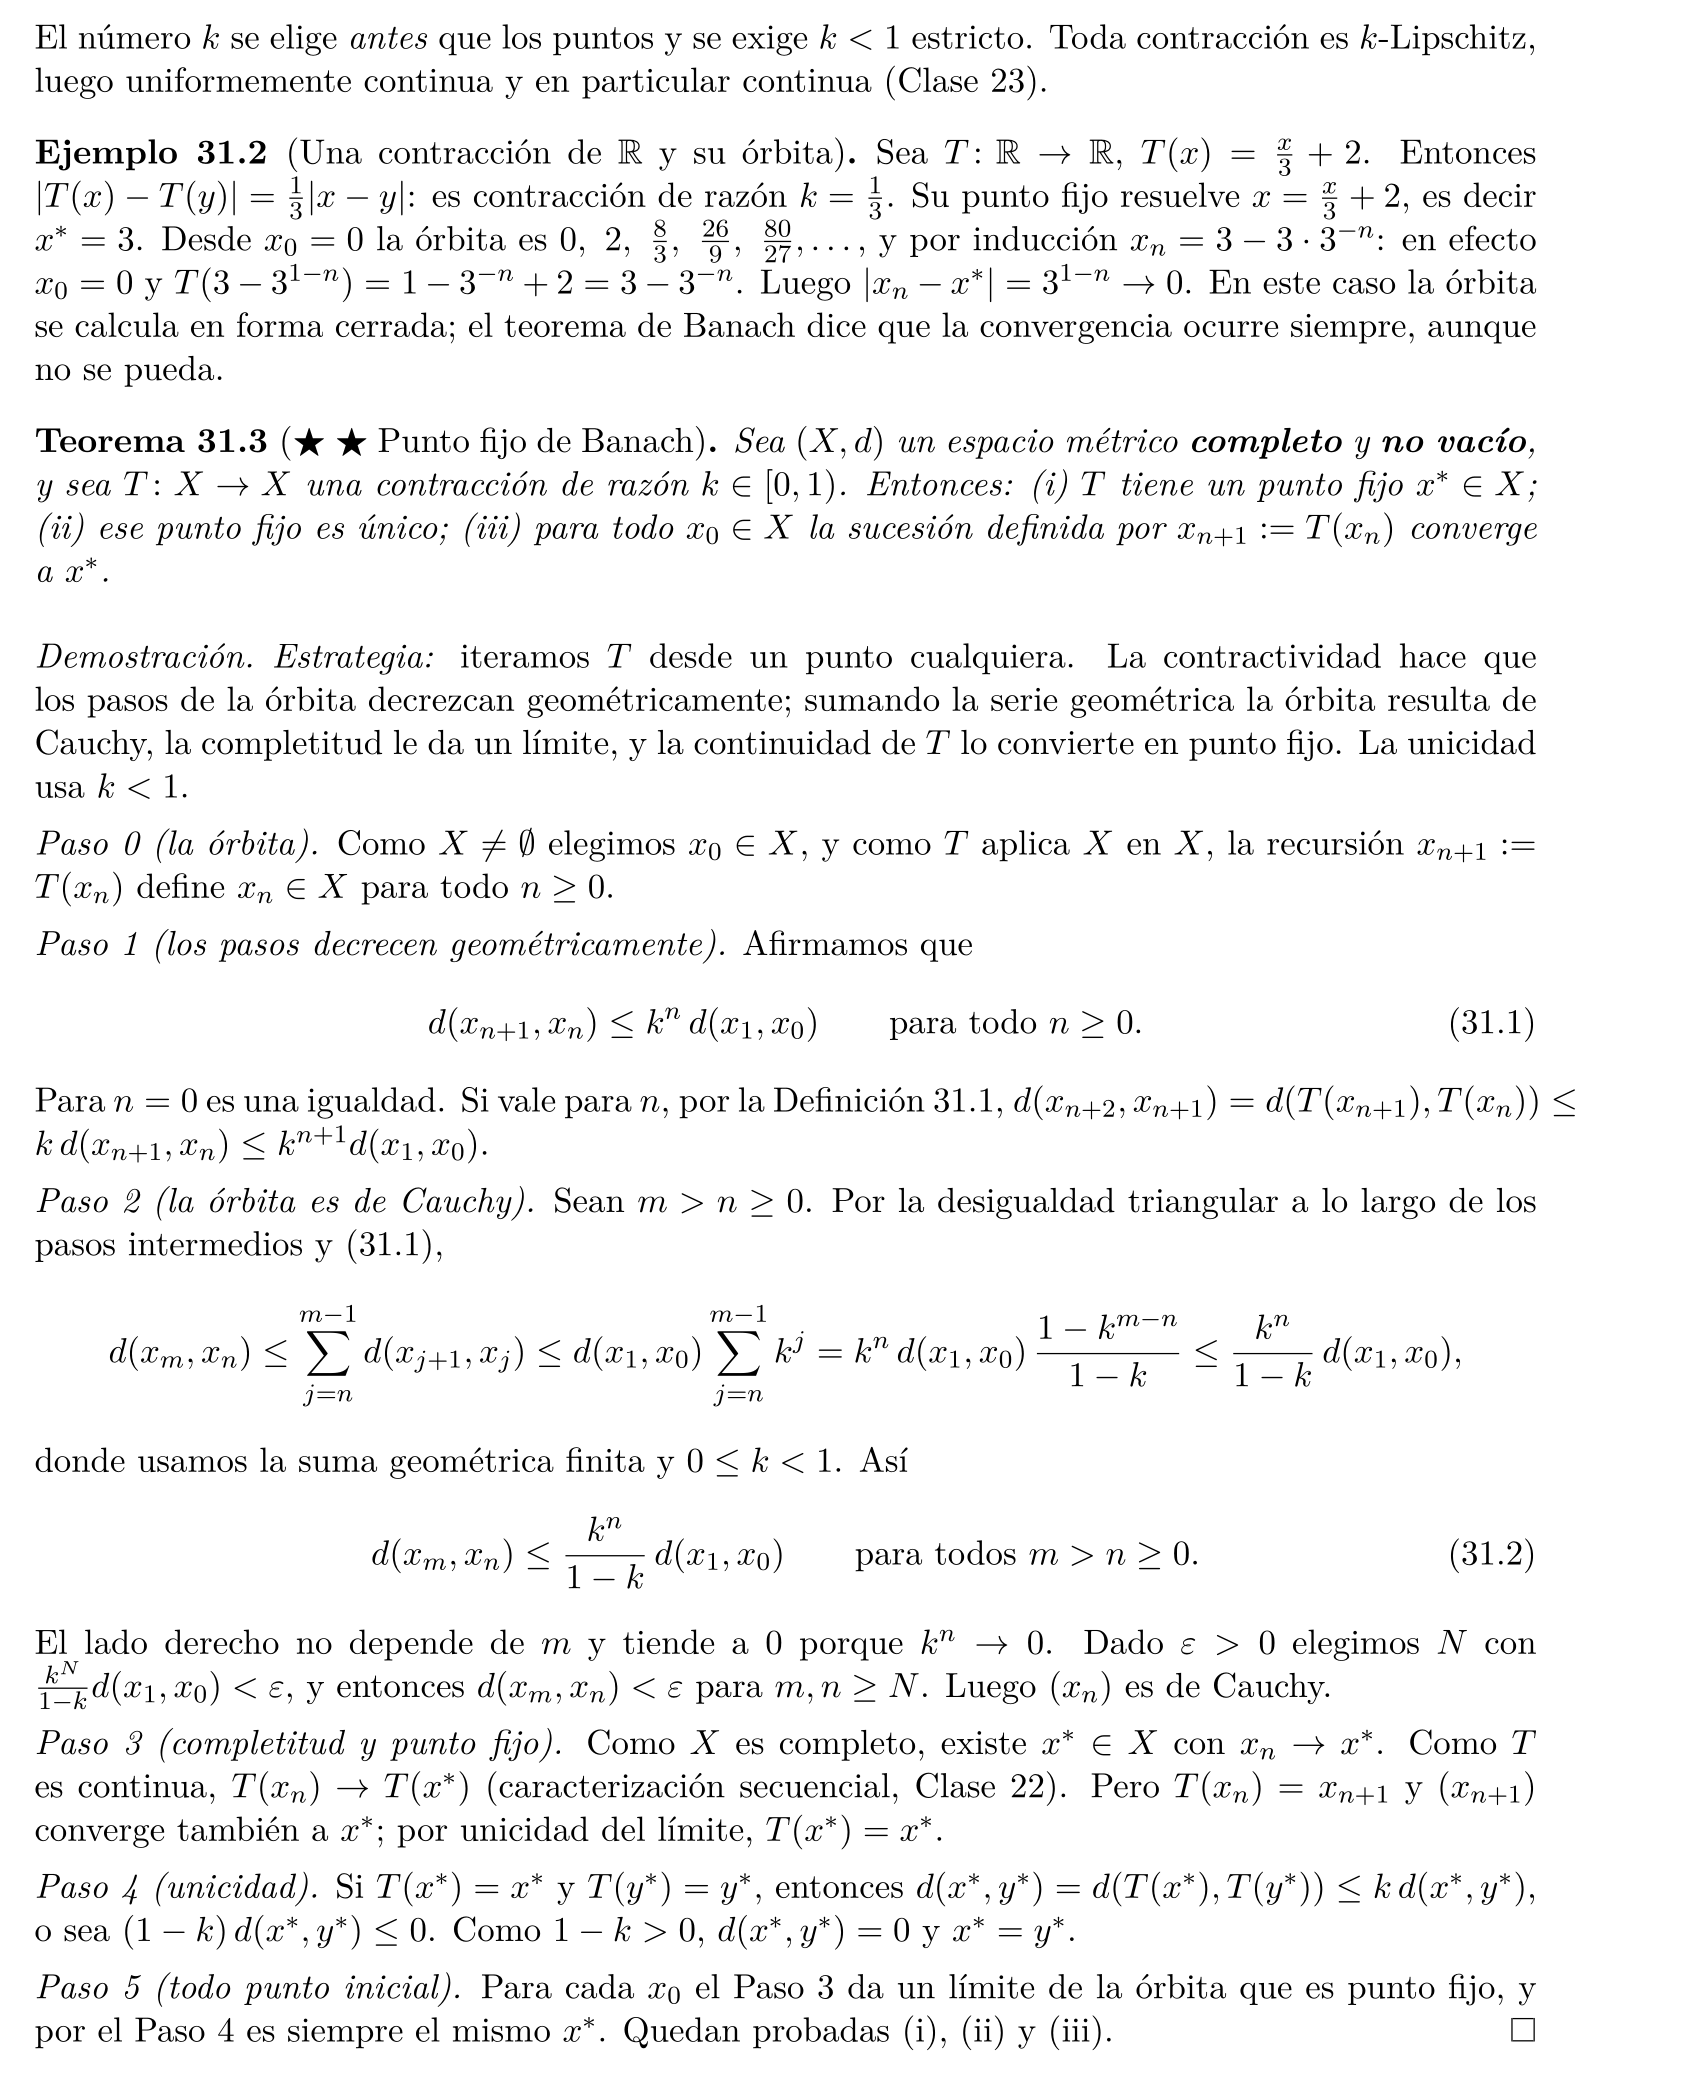 El número k se elige antes que los puntos y se exige k < 1 estricto. Toda contracción es k-Lipschitz,
luego uniformemente continua y en particular continua (Clase 23).
Ejemplo 31.2 (Una contracción de ℝ y su órbita). Sea T: ℝ → ℝ, T(x) = x/3 + 2. Entonces
|T(x) − T(y)| = 1/3|x − y|: es contracción de razón k = 1/3. Su punto fijo resuelve x = x/3 + 2, es decir
x* = 3. Desde x₀ = 0 la órbita es 0, 2, 8/3, 26/9, 80/27, . . . , y por inducción xₙ = 3 − 3 · 3⁻ⁿ: en efecto
x₀ = 0 y T(3 − 3¹⁻ⁿ) = 1 − 3⁻ⁿ + 2 = 3 − 3⁻ⁿ. Luego |xₙ − x*| = 3¹⁻ⁿ → 0. En este caso la órbita
se calcula en forma cerrada; el teorema de Banach dice que la convergencia ocurre siempre, aunque
no se pueda.
Teorema 31.3 (★ ★ Punto fijo de Banach). Sea (X, d) un espacio métrico completo y no vacío,
y sea T: X → X una contracción de razón k ∈ [0, 1). Entonces: (i) T tiene un punto fijo x* ∈ X;
(ii) ese punto fijo es único; (iii) para todo x₀ ∈ X la sucesión definida por xₙ₊₁ := T(xₙ) converge
a x*.
Demostración. Estrategia: iteramos T desde un punto cualquiera. La contractividad hace que
los pasos de la órbita decrezcan geométricamente; sumando la serie geométrica la órbita resulta de
Cauchy, la completitud le da un límite, y la continuidad de T lo convierte en punto fijo. La unicidad
usa k < 1.
Paso 0 (la órbita). Como X ≠ ∅ elegimos x₀ ∈ X, y como T aplica X en X, la recursión xₙ₊₁ :=
T(xₙ) define xₙ ∈ X para todo n ≥ 0.
Paso 1 (los pasos decrecen geométricamente). Afirmamos que
d(xₙ₊₁, xₙ) ≤ kⁿ d(x₁, x₀) para todo n ≥ 0. (31.1)
Para n = 0 es una igualdad. Si vale para n, por la Definición 31.1, d(xₙ₊₂, xₙ₊₁) = d(T(xₙ₊₁), T(xₙ)) ≤
k d(xₙ₊₁, xₙ) ≤ kⁿ⁺¹d(x₁, x₀).
Paso 2 (la órbita es de Cauchy). Sean m > n ≥ 0. Por la desigualdad triangular a lo largo de los
pasos intermedios y (31.1),
d(xₘ, xₙ) ≤ ∑_{j=n}^{m−1} d(x_{j+1}, x_j) ≤ d(x₁, x₀) ∑_{j=n}^{m−1} k^j = kⁿ d(x₁, x₀) (1 − k^{m−n})/(1 − k) ≤ kⁿ/(1 − k) d(x₁, x₀),
donde usamos la suma geométrica finita y 0 ≤ k < 1. Así
d(xₘ, xₙ) ≤ kⁿ/(1 − k) d(x₁, x₀) para todos m > n ≥ 0. (31.2)
El lado derecho no depende de m y tiende a 0 porque kⁿ → 0. Dado ε > 0 elegimos N con
k^N/(1−k) d(x₁, x₀) < ε, y entonces d(xₘ, xₙ) < ε para m, n ≥ N. Luego (xₙ) es de Cauchy.
Paso 3 (completitud y punto fijo). Como X es completo, existe x* ∈ X con xₙ → x*. Como T
es continua, T(xₙ) → T(x*) (caracterización secuencial, Clase 22). Pero T(xₙ) = xₙ₊₁ y (xₙ₊₁)
converge también a x*; por unicidad del límite, T(x*) = x*.
Paso 4 (unicidad). Si T(x*) = x* y T(y*) = y*, entonces d(x*, y*) = d(T(x*), T(y*)) ≤ k d(x*, y*),
o sea (1 − k) d(x*, y*) ≤ 0. Como 1 − k > 0, d(x*, y*) = 0 y x* = y*.
Paso 5 (todo punto inicial). Para cada x₀ el Paso 3 da un límite de la órbita que es punto fijo, y
por el Paso 4 es siempre el mismo x*. Quedan probadas (i), (ii) y (iii). □